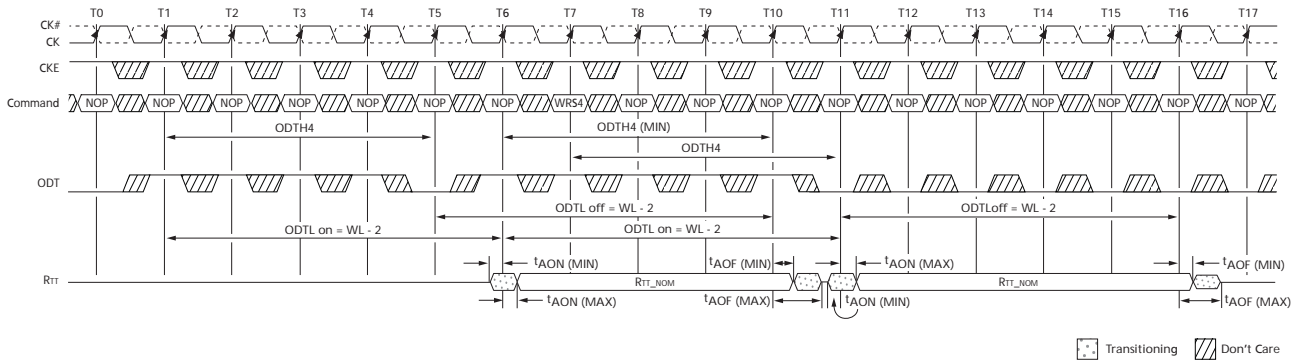 T0 T1 T2 T3 T4 T5 T6 T7 T8 T9 T10 T11 T12 T13 T14 T15 T16 T17
CK#
CK
CKE
Command NOP NOP NOP NOP NOP NOP NOP WRS4 NOP NOP NOP NOP NOP NOP NOP NOP NOP NOP
ODTH4 ODTH4 (MIN)
ODTH4
ODT
ODTL off = WL - 2 ODTLoff = WL - 2
ODTL on = WL - 2 ODTL on = WL - 2
tAON (MIN) tAOF (MIN) tAON (MAX) tAOF (MIN)
RTT RTT_NOM RTT_NOM
tAON (MAX) tAOF (MAX) tAON (MIN) tAOF (MAX)
Transitioning Don't Care